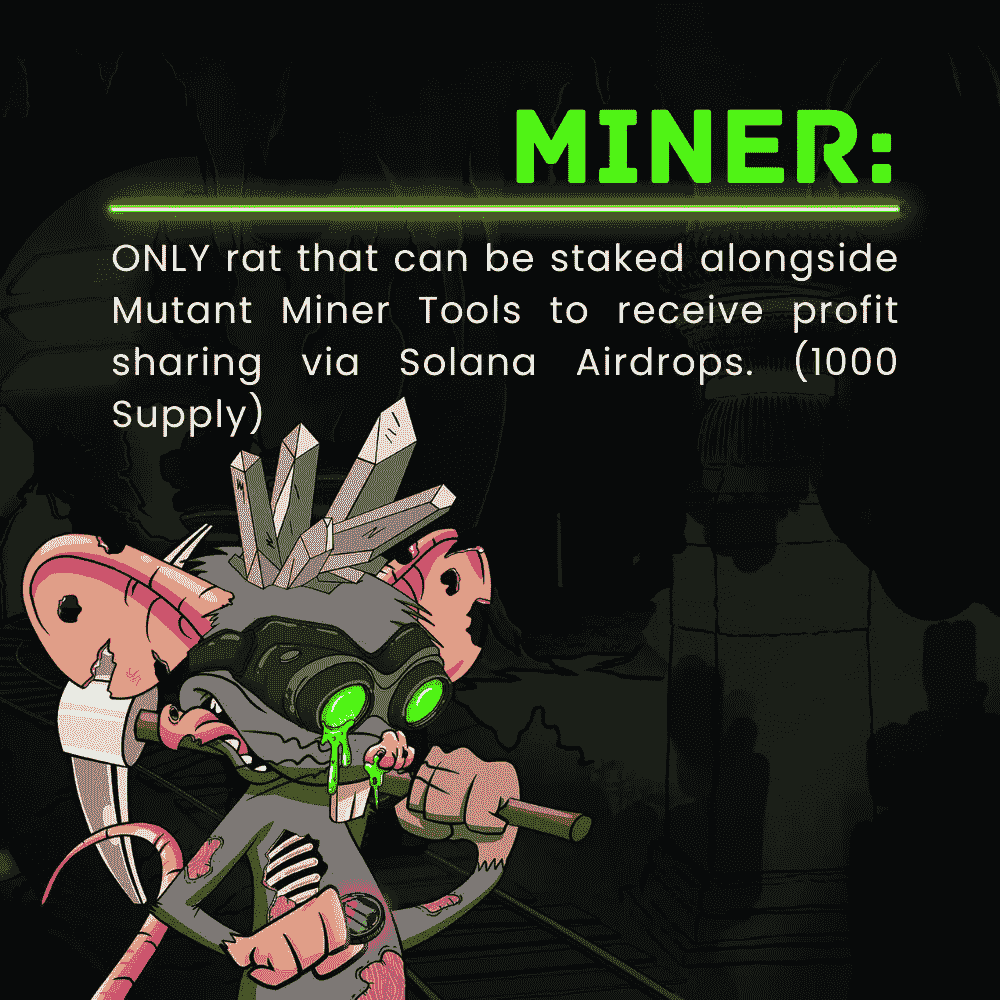 MINER:
ONLY rat that can be staked alongside
Mutant Miner Tools to receive profit
sharing via Solana Airdrops. (1000
Supply)